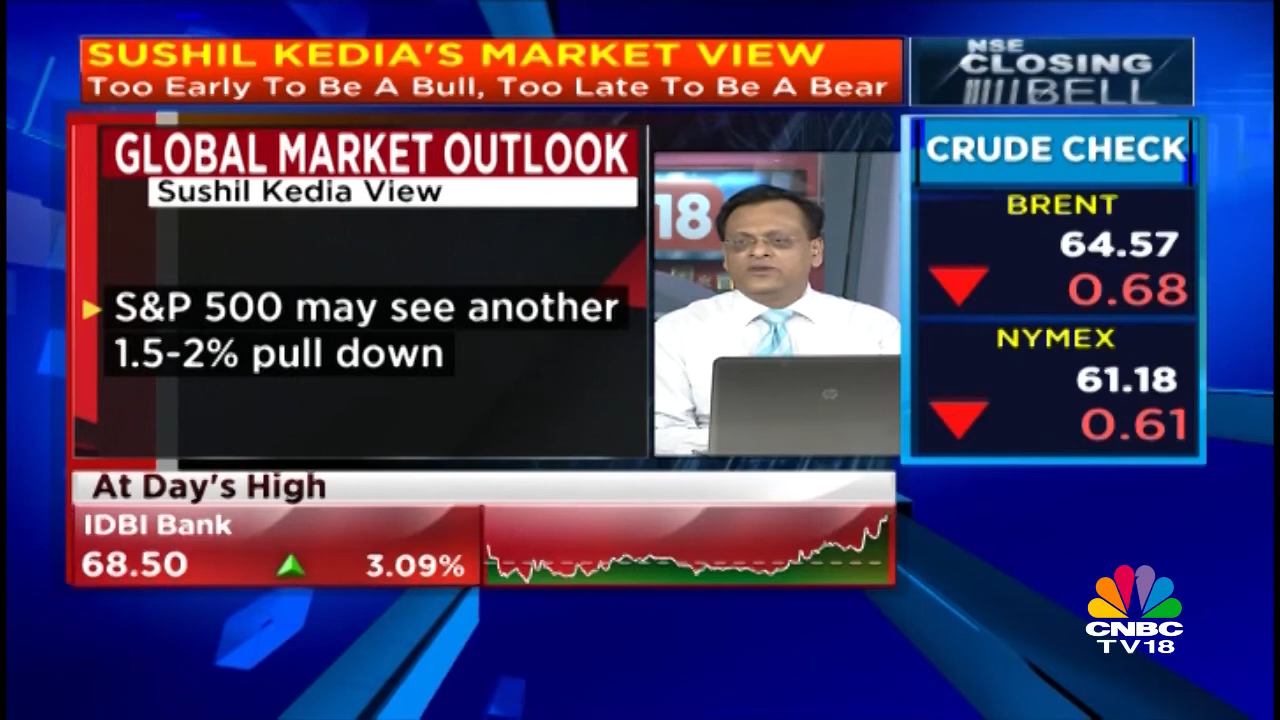 SUSHIL KEDIA'S MARKET VIEW
Too Early To Be A Bull, Too Late To Be A Bear
NSE
CLOSING
BELL
GLOBAL MARKET OUTLOOK
Sushil Kedia View
S&P 500 may see another
1.5-2% pull down
18
hp
CRUDE CHECK
BRENT
64.57
0.68
NYMEX
61.18
0.61
At Day's High
IDBI Bank
68.50 3.09%
CNBC
TV18